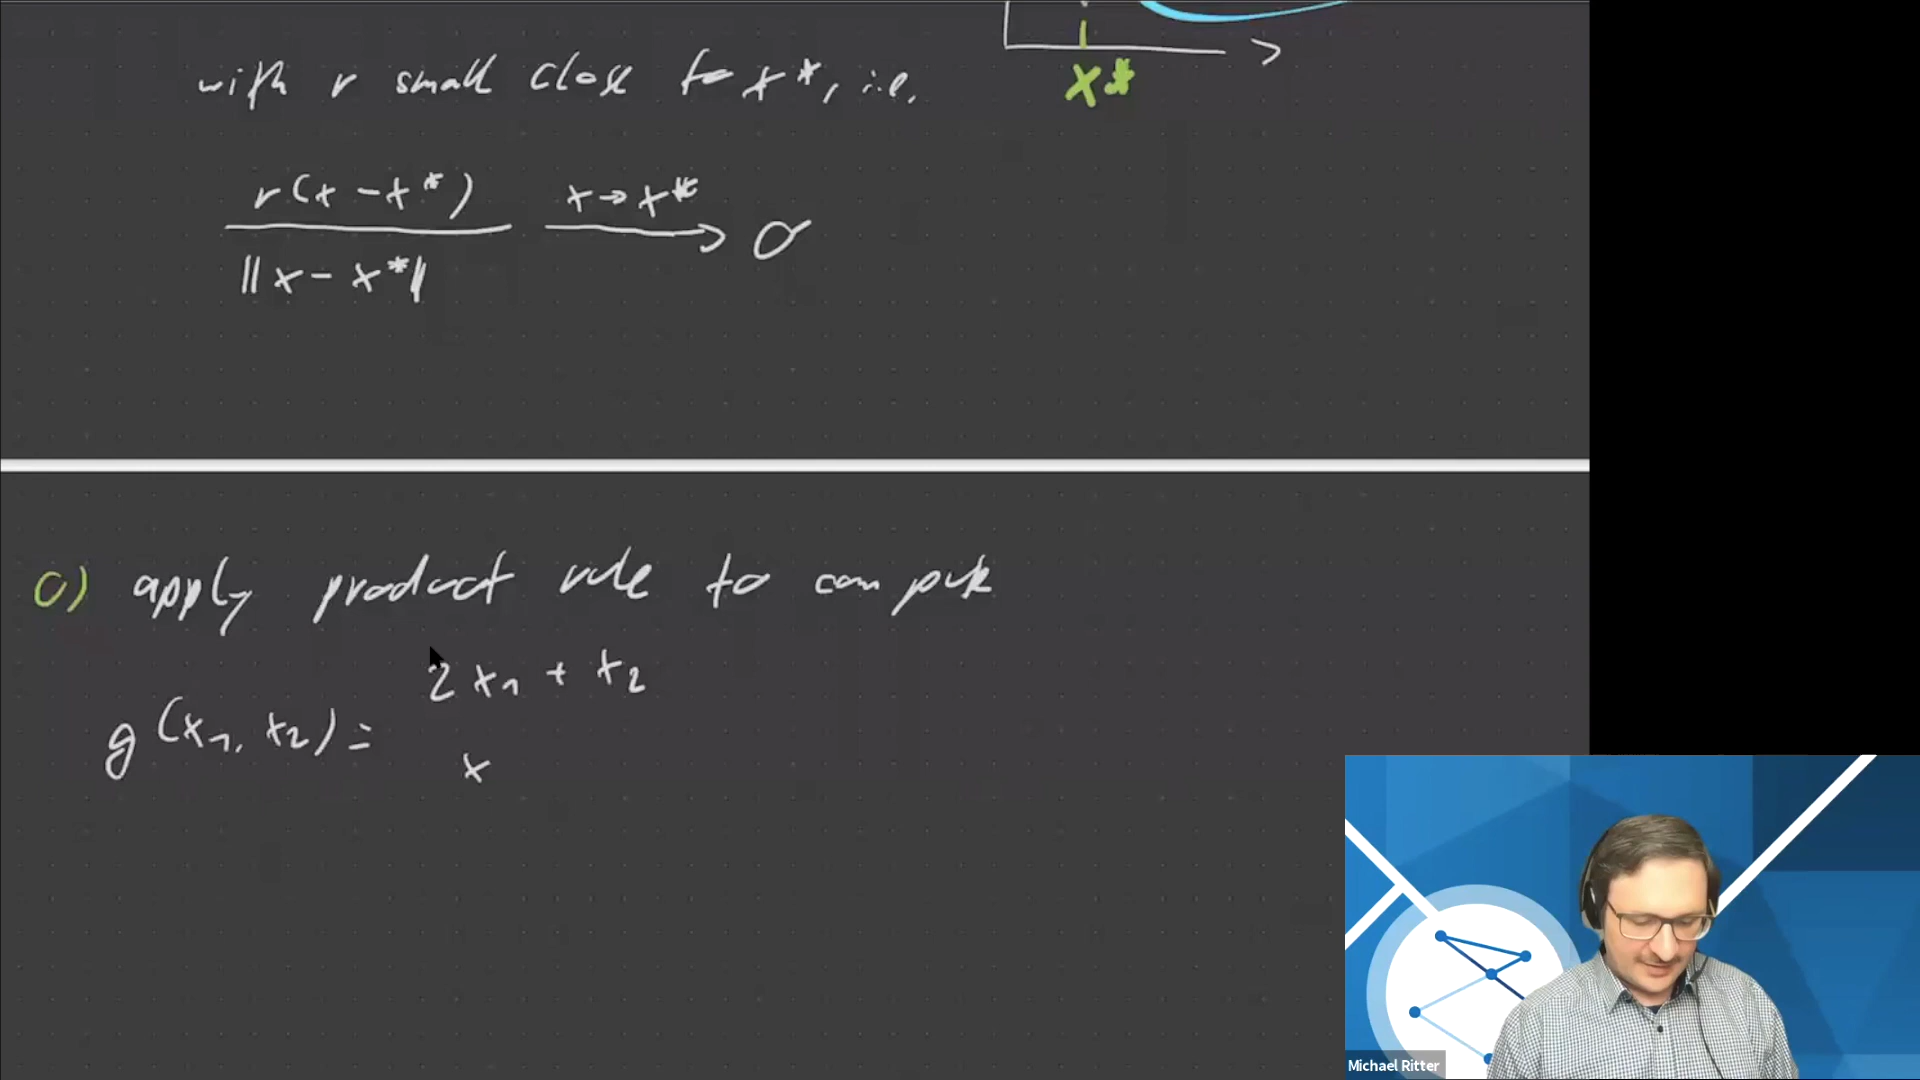 with r small close to x*, i.e.
x*
r(x - x*)
x → x*
→ 0
||x - x*||
c) apply product rule to compute
2x₁ + x₂
g(x₁, x₂) =
x
Michael Ritter